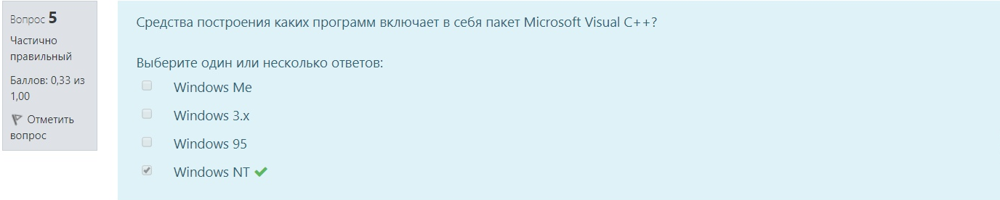 Вопрос 5
Частично
правильный
Баллов: 0,33 из
1,00
Отметить
вопрос
Средства построения каких программ включает в себя пакет Microsoft Visual C++?
Выберите один или несколько ответов:
Windows Me
Windows 3.x
Windows 95
Windows NT